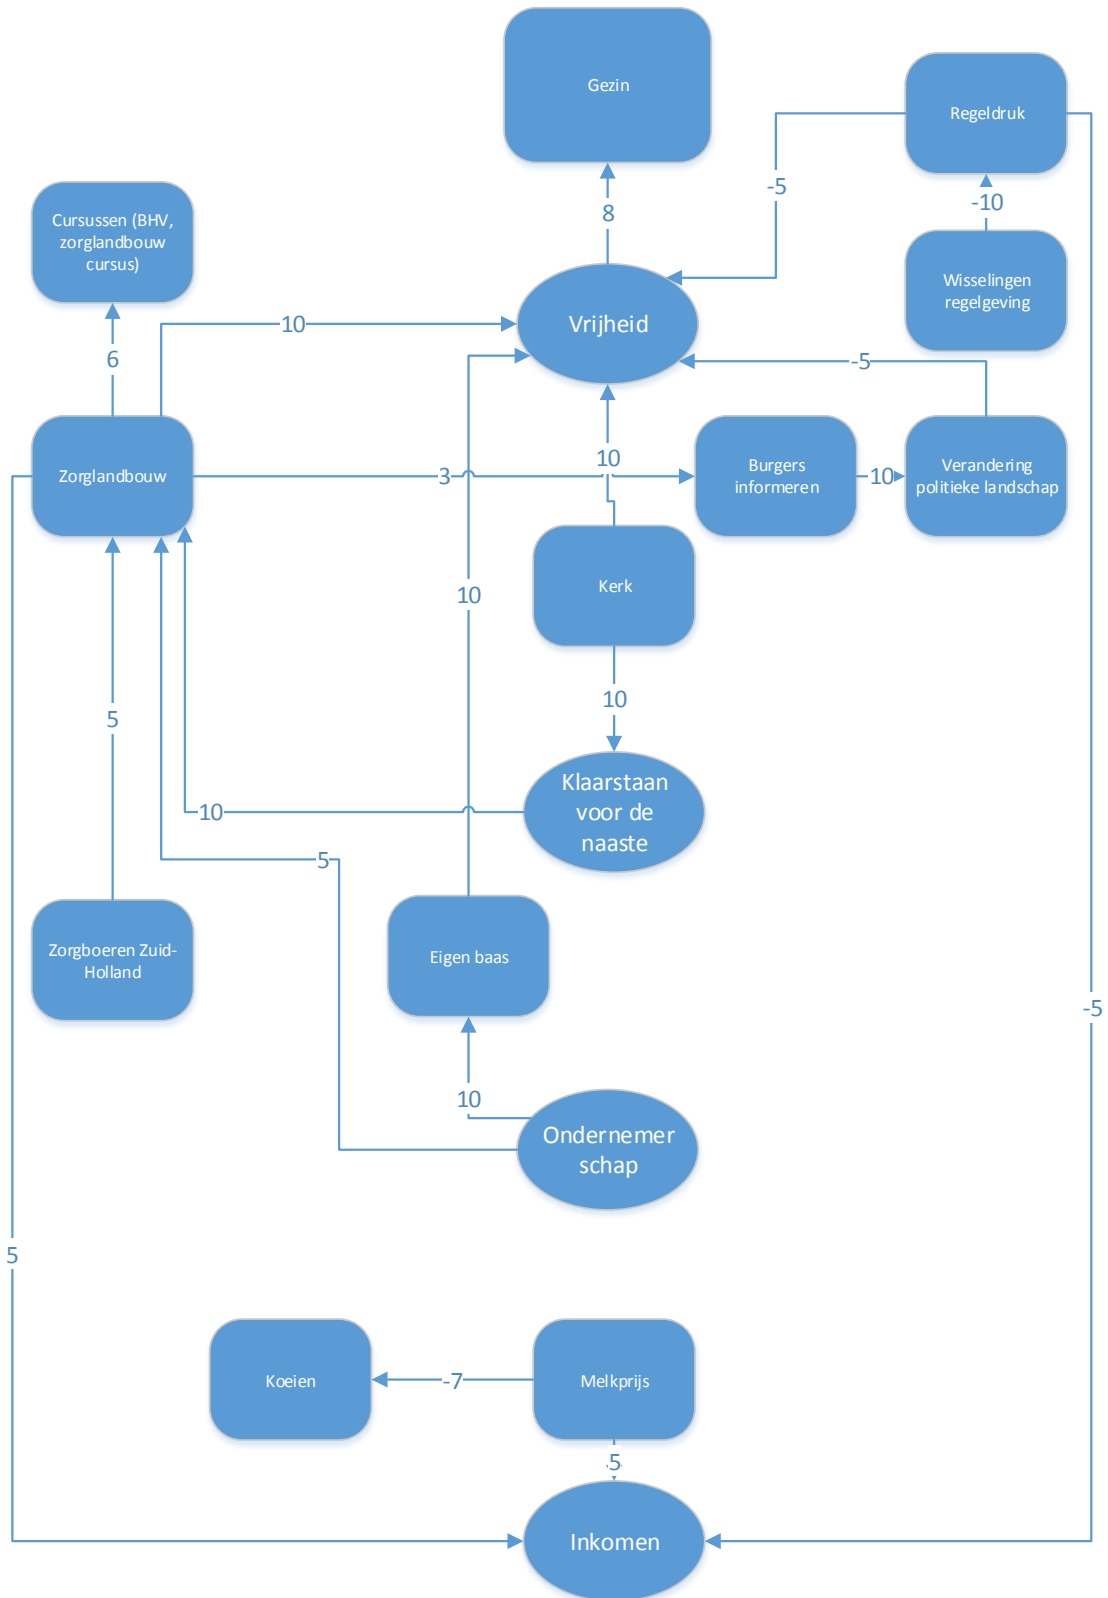 Gezin
Regeldruk
-5
-10
8
Cursussen (BHV,
zorglandbouw
cursus)
Wisselingen
regelgeving
Vrijheid
10
6
-5
Zorglandbouw
3
10
Burgers
informeren
10
Verandering
politieke landschap
Kerk
10
10
5
Klaarstaan
voor de
naaste
10
5
Zorgboeren Zuid-
Holland
Eigen baas
-5
10
Ondernemer
schap
5
Koeien
-7
Melkprijs
5
Inkomen